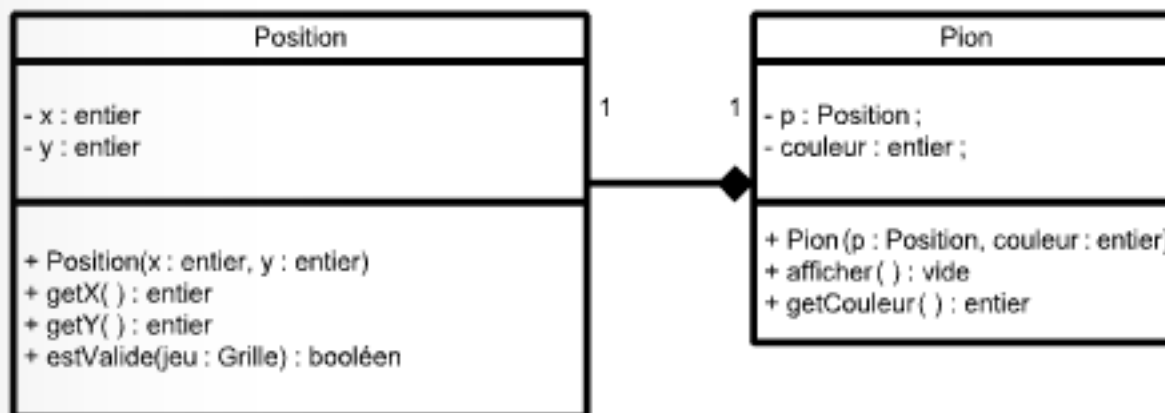 Position
- x : entier
- y : entier
+ Position(x : entier, y : entier)
+ getX( ) : entier
+ getY( ) : entier
+ estValide(jeu : Grille) : booléen
1
1
Pion
- p : Position ;
- couleur : entier ;
+ Pion (p : Position, couleur : entier)
+ afficher( ) : vide
+ getCouleur( ) : entier